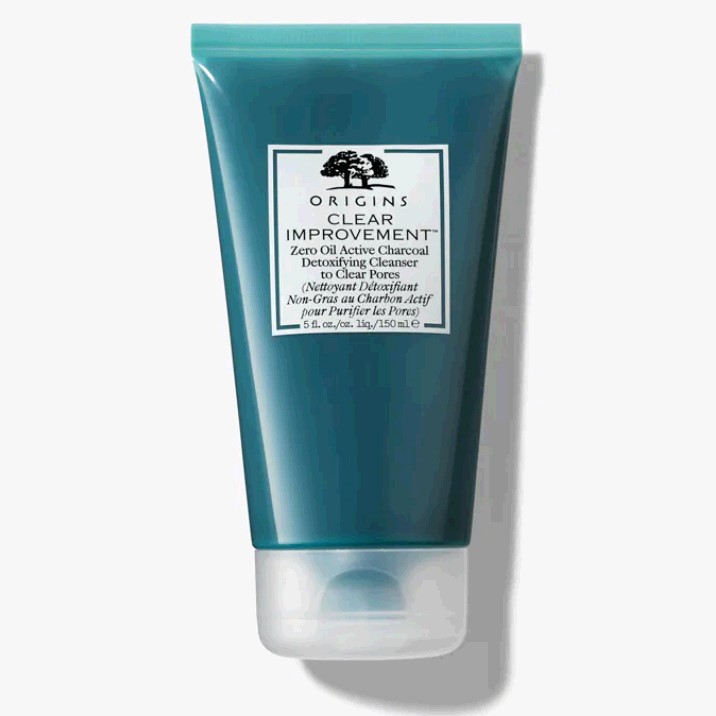 ORIGINS
CLEAR
IMPROVEMENT™
Zero Oil Active Charcoal
Detoxifying Cleanser
to Clear Pores
(Nettoyant Détoxifiant
Non-Gras au Charbon Actif
pour Purifier les Pores)
5 fl. oz./oz. liq./150 ml ℮